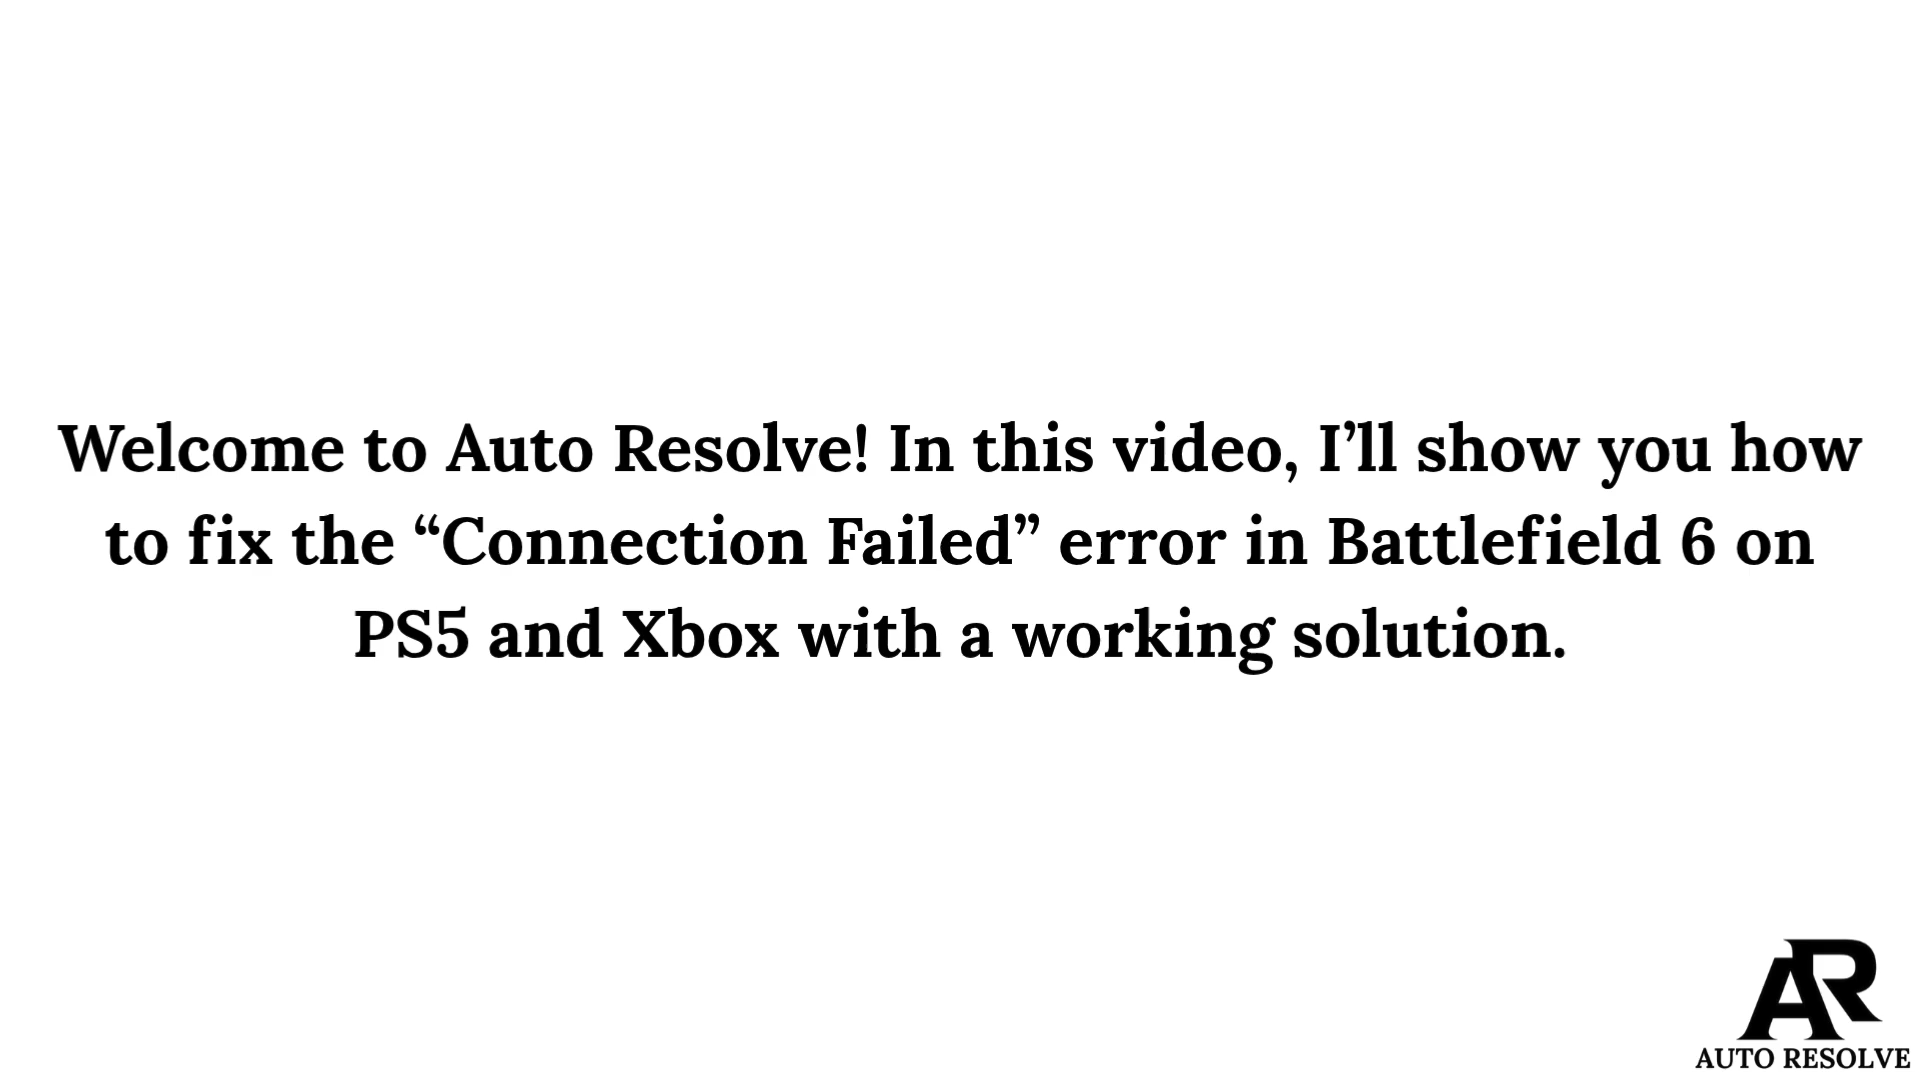 Welcome to Auto Resolve! In this video, I’ll show you how
to fix the “Connection Failed” error in Battlefield 6 on
PS5 and Xbox with a working solution.
AR
AUTO RESOLVE